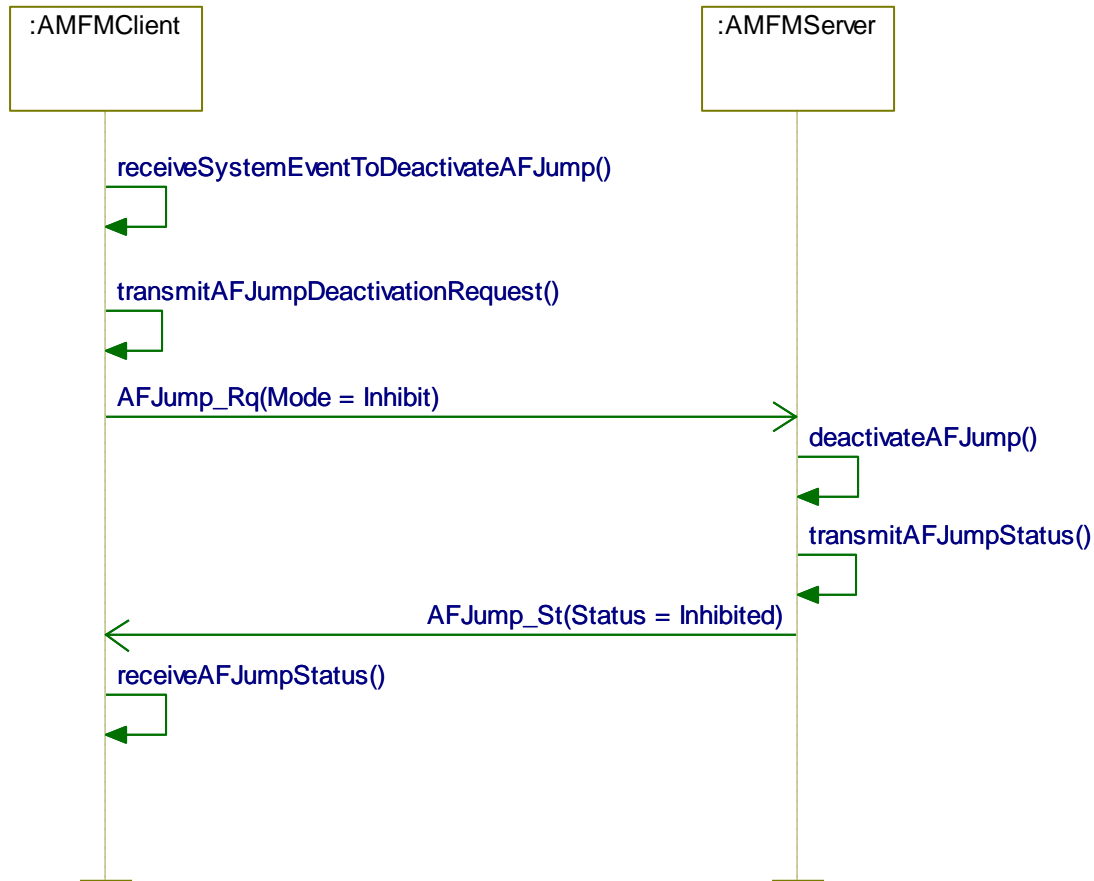 :AMFMClient
:AMFMServer
receiveSystemEventToDeactivateAFJump()
transmitAFJumpDeactivationRequest()
AFJump_Rq(Mode = Inhibit)
deactivateAFJump()
transmitAFJumpStatus()
AFJump_St(Status = Inhibited)
receiveAFJumpStatus()